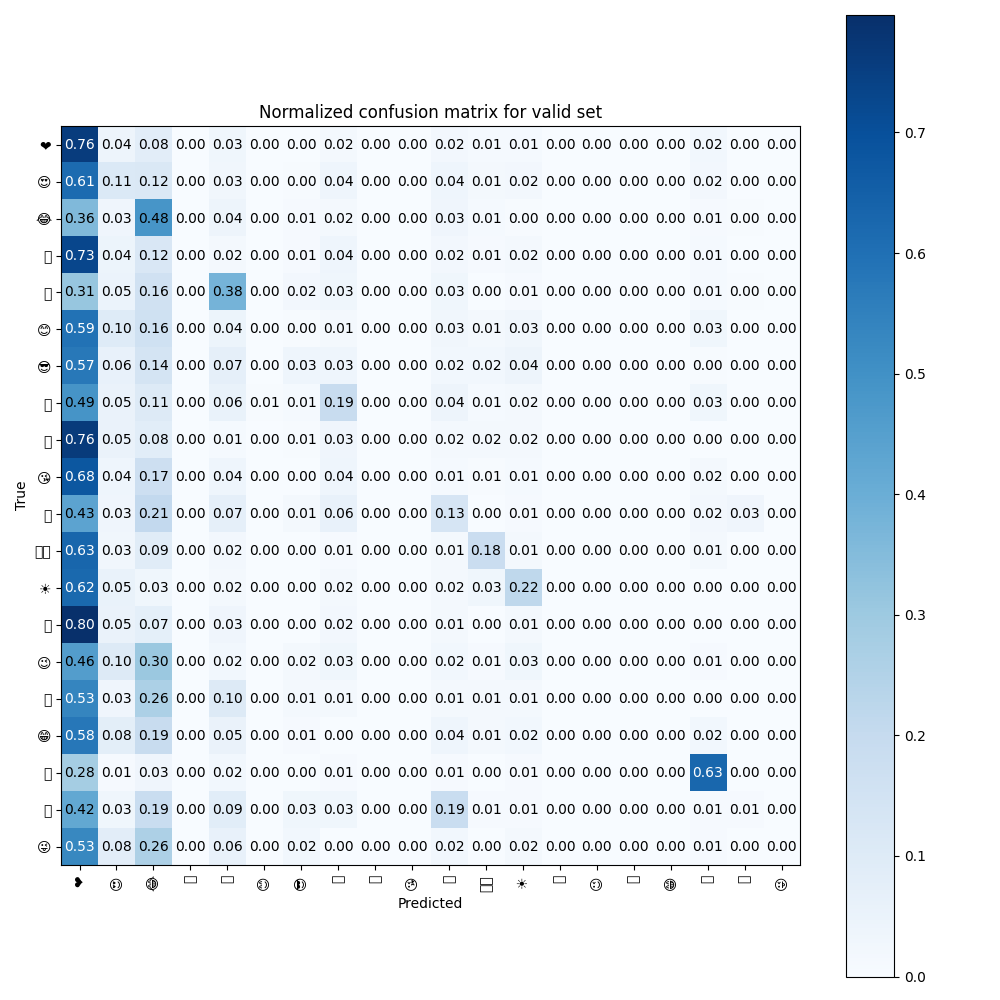 Normalized confusion matrix for valid set
❤ 0.76 0.04 0.08 0.00 0.03 0.00 0.00 0.02 0.00 0.00 0.02 0.01 0.01 0.00 0.00 0.00 0.00 0.02 0.00 0.00
😍 0.61 0.11 0.12 0.00 0.03 0.00 0.00 0.04 0.00 0.00 0.04 0.01 0.02 0.00 0.00 0.00 0.00 0.02 0.00 0.00
😂 0.36 0.03 0.48 0.00 0.04 0.00 0.01 0.02 0.00 0.00 0.03 0.01 0.00 0.00 0.00 0.00 0.00 0.01 0.00 0.00
0.73 0.04 0.12 0.00 0.02 0.00 0.01 0.04 0.00 0.00 0.02 0.01 0.02 0.00 0.00 0.00 0.00 0.01 0.00 0.00
0.31 0.05 0.16 0.00 0.38 0.00 0.02 0.03 0.00 0.00 0.03 0.00 0.01 0.00 0.00 0.00 0.00 0.01 0.00 0.00
😊 0.59 0.10 0.16 0.00 0.04 0.00 0.00 0.01 0.00 0.00 0.03 0.01 0.03 0.00 0.00 0.00 0.00 0.03 0.00 0.00
😎 0.57 0.06 0.14 0.00 0.07 0.00 0.03 0.03 0.00 0.00 0.02 0.02 0.04 0.00 0.00 0.00 0.00 0.00 0.00 0.00
0.49 0.05 0.11 0.00 0.06 0.01 0.01 0.19 0.00 0.00 0.04 0.01 0.02 0.00 0.00 0.00 0.00 0.03 0.00 0.00
0.76 0.05 0.08 0.00 0.01 0.00 0.01 0.03 0.00 0.00 0.02 0.02 0.02 0.00 0.00 0.00 0.00 0.00 0.00 0.00
😘 0.68 0.04 0.17 0.00 0.04 0.00 0.00 0.04 0.00 0.00 0.01 0.01 0.01 0.00 0.00 0.00 0.00 0.02 0.00 0.00
0.43 0.03 0.21 0.00 0.07 0.00 0.01 0.06 0.00 0.00 0.13 0.00 0.01 0.00 0.00 0.00 0.00 0.02 0.03 0.00
0.63 0.03 0.09 0.00 0.02 0.00 0.00 0.01 0.00 0.00 0.01 0.18 0.01 0.00 0.00 0.00 0.00 0.01 0.00 0.00
☀ 0.62 0.05 0.03 0.00 0.02 0.00 0.00 0.02 0.00 0.00 0.02 0.03 0.22 0.00 0.00 0.00 0.00 0.00 0.00 0.00
0.80 0.05 0.07 0.00 0.03 0.00 0.00 0.02 0.00 0.00 0.01 0.00 0.01 0.00 0.00 0.00 0.00 0.00 0.00 0.00
😉 0.46 0.10 0.30 0.00 0.02 0.00 0.02 0.03 0.00 0.00 0.02 0.01 0.03 0.00 0.00 0.00 0.00 0.01 0.00 0.00
0.53 0.03 0.26 0.00 0.10 0.00 0.01 0.01 0.00 0.00 0.01 0.01 0.01 0.00 0.00 0.00 0.00 0.00 0.00 0.00
😁 0.58 0.08 0.19 0.00 0.05 0.00 0.01 0.00 0.00 0.00 0.04 0.01 0.02 0.00 0.00 0.00 0.00 0.02 0.00 0.00
0.28 0.01 0.03 0.00 0.02 0.00 0.00 0.01 0.00 0.00 0.01 0.00 0.01 0.00 0.00 0.00 0.00 0.63 0.00 0.00
0.42 0.03 0.19 0.00 0.09 0.00 0.03 0.03 0.00 0.00 0.19 0.01 0.01 0.00 0.00 0.00 0.00 0.01 0.01 0.00
😜 0.53 0.08 0.26 0.00 0.06 0.00 0.02 0.00 0.00 0.00 0.02 0.00 0.02 0.00 0.00 0.00 0.00 0.01 0.00 0.00
❤ 😍 😂 😊 😎 😘 ☀ 😉 😁 😜
True
Predicted
0.7
0.6
0.5
0.4
0.3
0.2
0.1
0.0